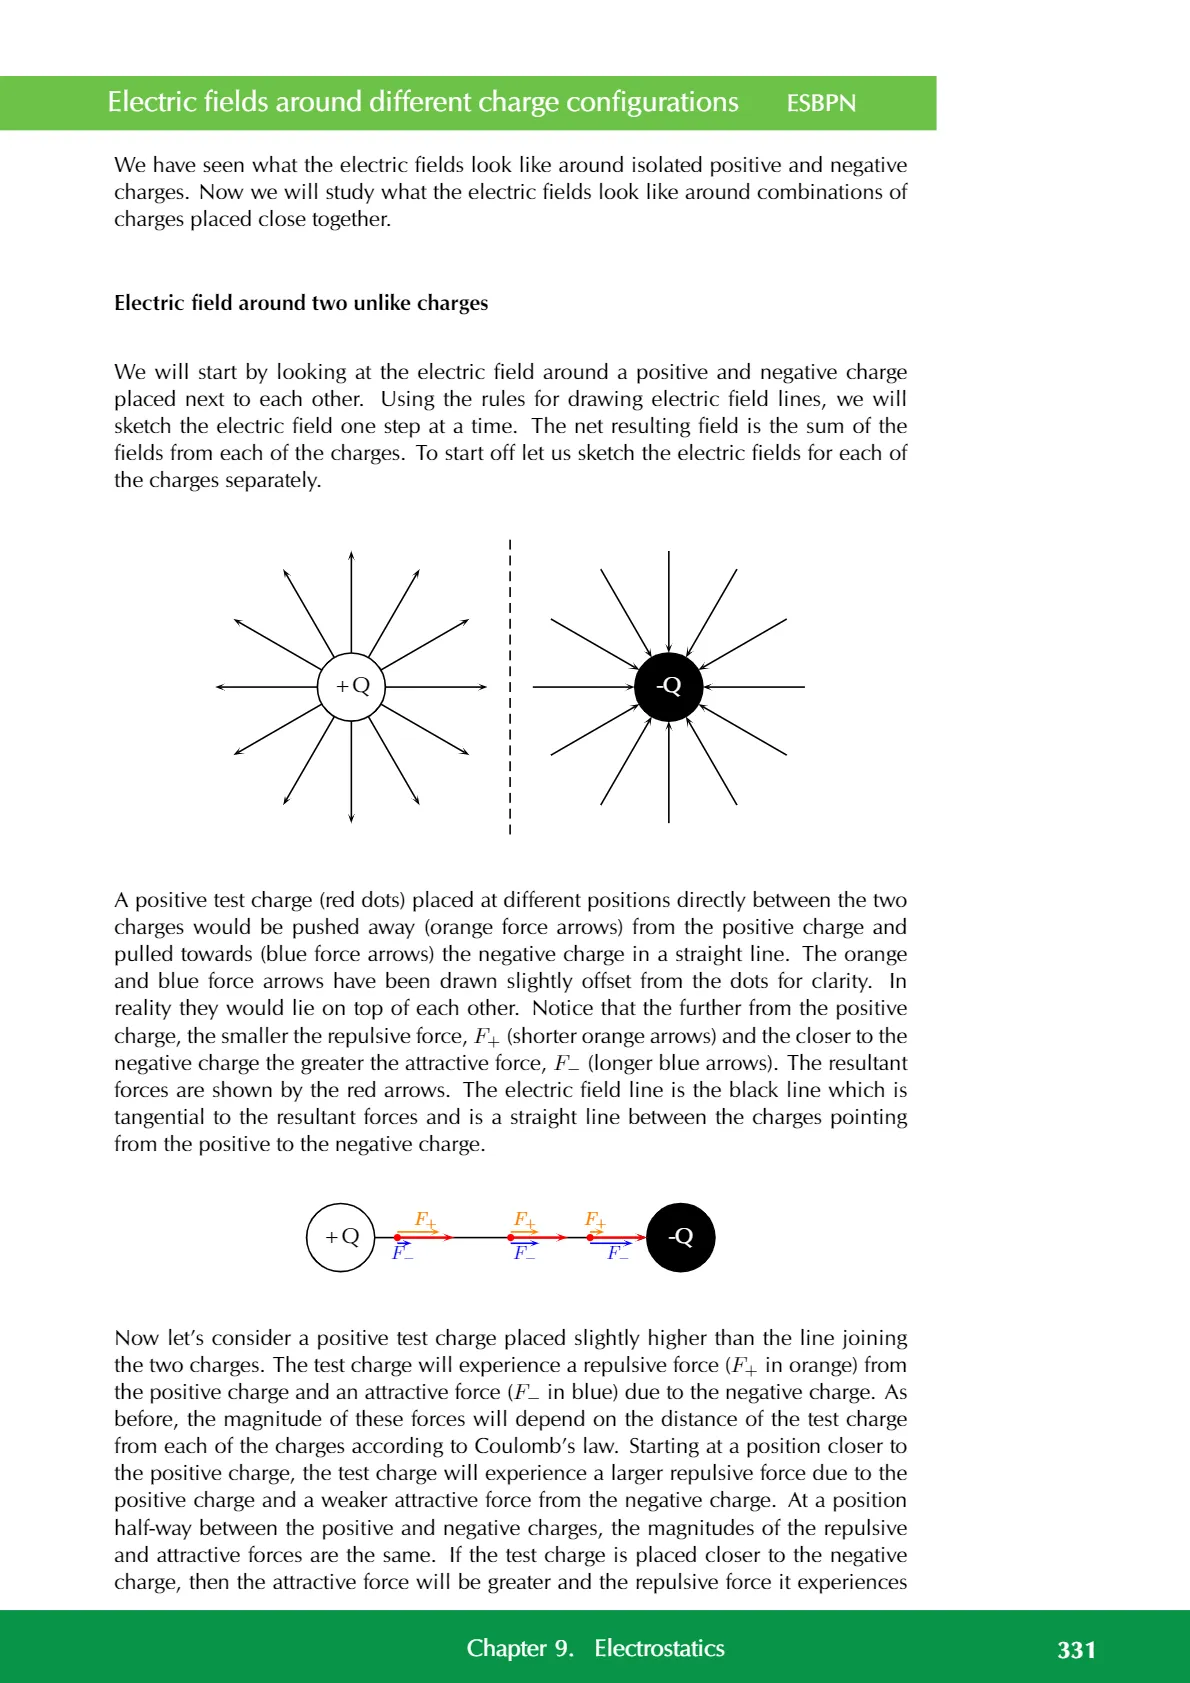 Electric fields around different charge configurations ESBPN
We have seen what the electric fields look like around isolated positive and negative
charges. Now we will study what the electric fields look like around combinations of
charges placed close together.
Electric field around two unlike charges
We will start by looking at the electric field around a positive and negative charge
placed next to each other. Using the rules for drawing electric field lines, we will
sketch the electric field one step at a time. The net resulting field is the sum of the
fields from each of the charges. To start off let us sketch the electric fields for each of
the charges separately.
+Q -Q
A positive test charge (red dots) placed at different positions directly between the two
charges would be pushed away (orange force arrows) from the positive charge and
pulled towards (blue force arrows) the negative charge in a straight line. The orange
and blue force arrows have been drawn slightly offset from the dots for clarity. In
reality they would lie on top of each other. Notice that the further from the positive
charge, the smaller the repulsive force, F₊ (shorter orange arrows) and the closer to the
negative charge the greater the attractive force, F₋ (longer blue arrows). The resultant
forces are shown by the red arrows. The electric field line is the black line which is
tangential to the resultant forces and is a straight line between the charges pointing
from the positive to the negative charge.
F₊ F₊ F₊
+Q -Q
F₋ F₋ F₋
Now let's consider a positive test charge placed slightly higher than the line joining
the two charges. The test charge will experience a repulsive force (F₊ in orange) from
the positive charge and an attractive force (F₋ in blue) due to the negative charge. As
before, the magnitude of these forces will depend on the distance of the test charge
from each of the charges according to Coulomb's law. Starting at a position closer to
the positive charge, the test charge will experience a larger repulsive force due to the
positive charge and a weaker attractive force from the negative charge. At a position
half-way between the positive and negative charges, the magnitudes of the repulsive
and attractive forces are the same. If the test charge is placed closer to the negative
charge, then the attractive force will be greater and the repulsive force it experiences
Chapter 9. Electrostatics 331